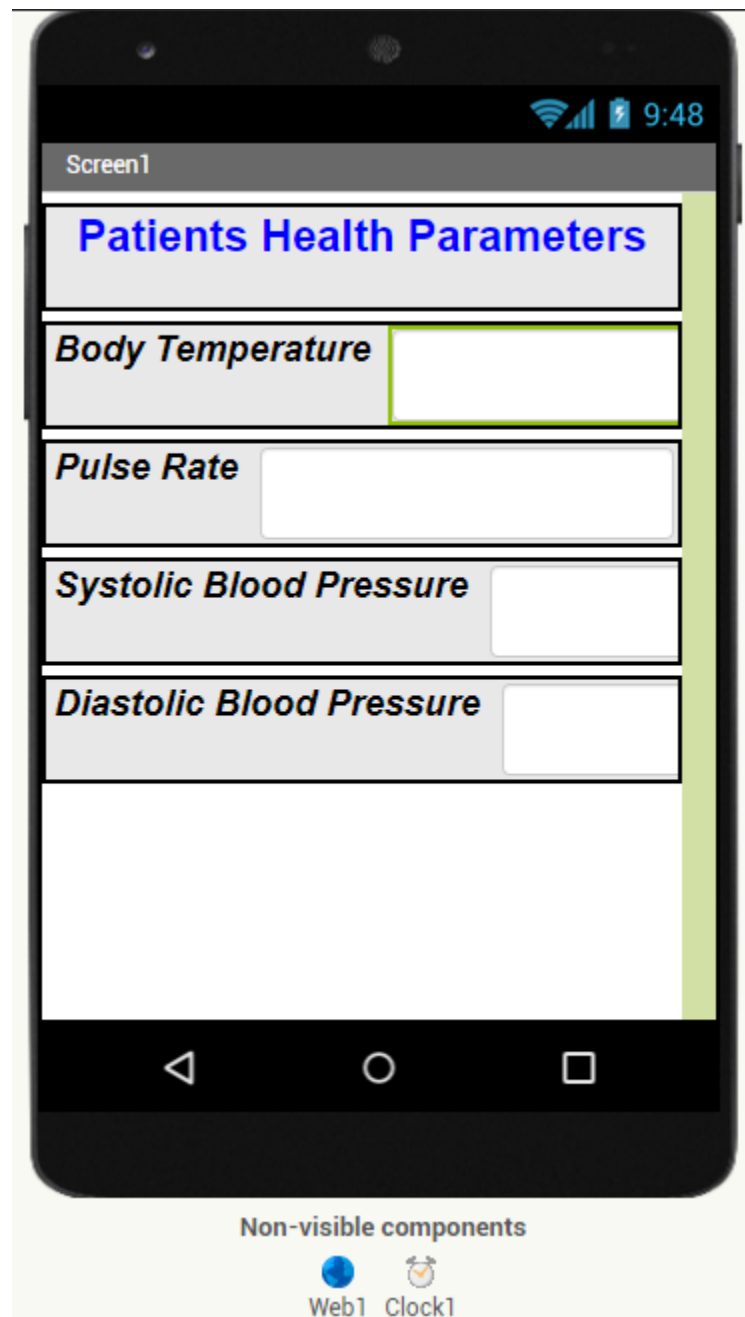 9:48
Screen1
Patients Health Parameters
Body Temperature
Pulse Rate
Systolic Blood Pressure
Diastolic Blood Pressure
Non-visible components
Web1 Clock1